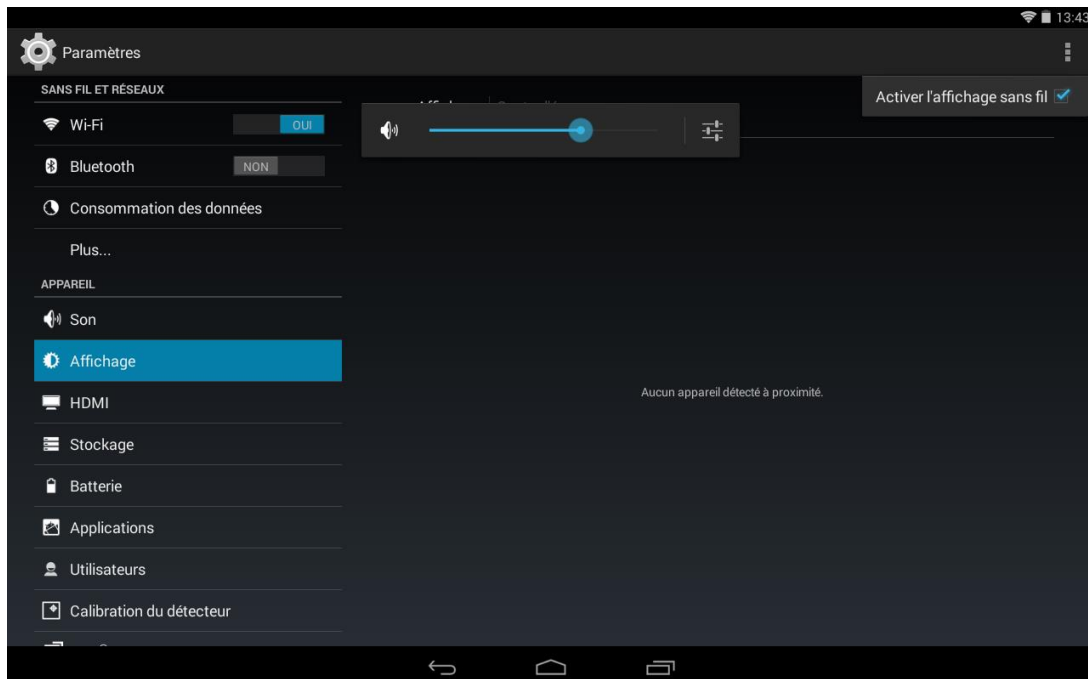 13:43
Paramètres
SANS FIL ET RÉSEAUX
Activer l'affichage sans fil
Wi-Fi OUI
Bluetooth NON
Consommation des données
Plus...
APPAREIL
Son
Affichage
HDMI
Aucun appareil détecté à proximité.
Stockage
Batterie
Applications
Utilisateurs
Calibration du détecteur